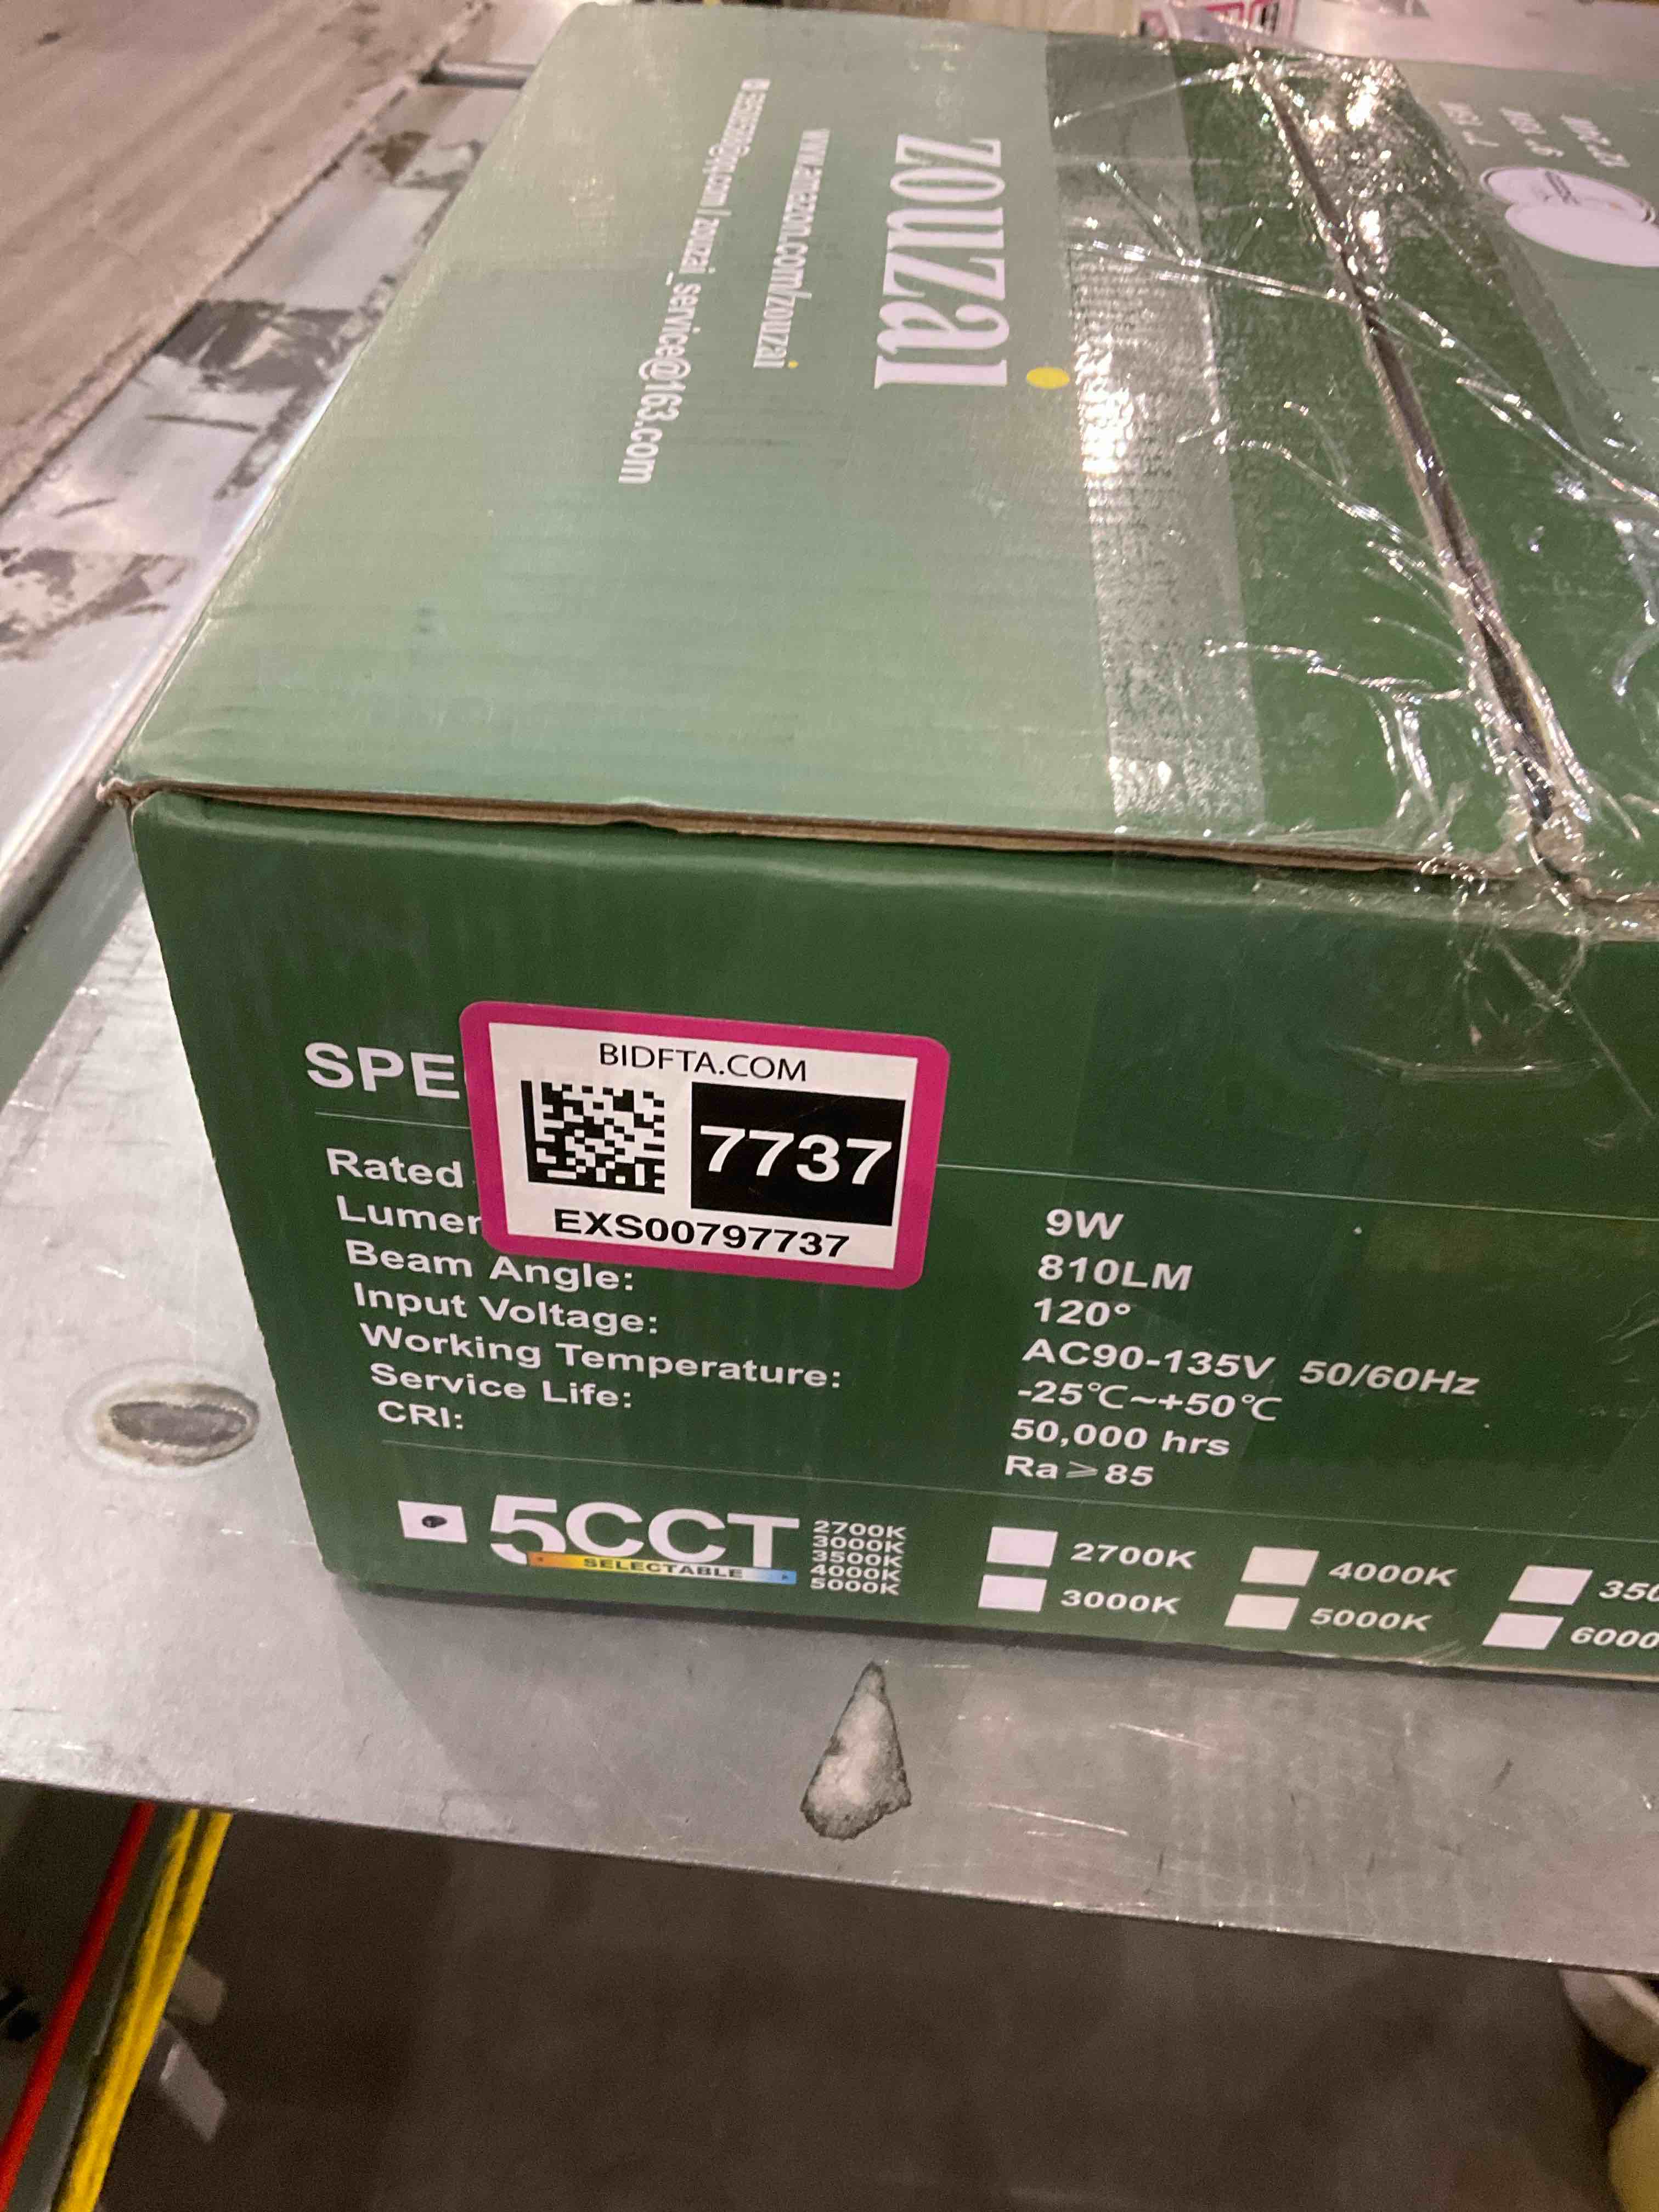 zouzai
www.amazon.com/zouzai
zouzai_service@163.com
BIDFTA.COM
7737
EXS00797737
SPE
Rated
9W
Lumen
810LM
Beam Angle:
120°
Input Voltage:
AC90-135V 50/60Hz
Working Temperature:
-25℃~+50℃
Service Life:
50,000 hrs
CRI:
Ra≥85
5CCT
SELECTABLE
2700K
3000K
3500K
4000K
5000K
2700K
4000K
350
3000K
5000K
6000